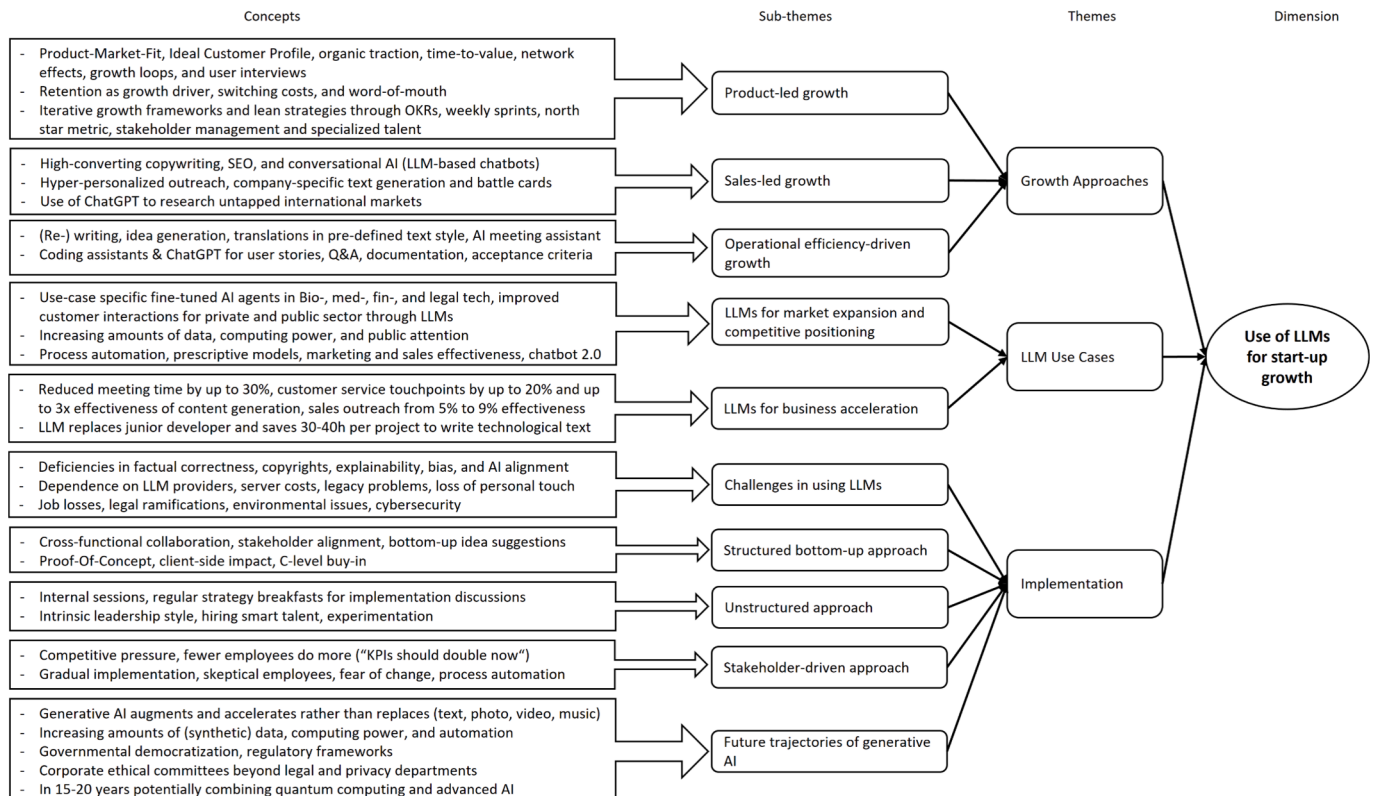 Concepts
Sub-themes
Themes
Dimension
- Product-Market-Fit, Ideal Customer Profile, organic traction, time-to-value, network
effects, growth loops, and user interviews
- Retention as growth driver, switching costs, and word-of-mouth
- Iterative growth frameworks and lean strategies through OKRs, weekly sprints, north
star metric, stakeholder management and specialized talent
Product-led growth
- High-converting copywriting, SEO, and conversational AI (LLM-based chatbots)
- Hyper-personalized outreach, company-specific text generation and battle cards
- Use of ChatGPT to research untapped international markets
Sales-led growth
Growth Approaches
- (Re-) writing, idea generation, translations in pre-defined text style, AI meeting assistant
- Coding assistants & ChatGPT for user stories, Q&A, documentation, acceptance criteria
Operational efficiency-driven
growth
- Use-case specific fine-tuned AI agents in Bio-, med-, fin-, and legal tech, improved
customer interactions for private and public sector through LLMs
- Increasing amounts of data, computing power, and public attention
- Process automation, prescriptive models, marketing and sales effectiveness, chatbot 2.0
LLMs for market expansion and
competitive positioning
LLM Use Cases
Use of LLMs
for start-up
growth
- Reduced meeting time by up to 30%, customer service touchpoints by up to 20% and up
to 3x effectiveness of content generation, sales outreach from 5% to 9% effectiveness
- LLM replaces junior developer and saves 30-40h per project to write technological text
LLMs for business acceleration
- Deficiencies in factual correctness, copyrights, explainability, bias, and AI alignment
- Dependence on LLM providers, server costs, legacy problems, loss of personal touch
- Job losses, legal ramifications, environmental issues, cybersecurity
Challenges in using LLMs
- Cross-functional collaboration, stakeholder alignment, bottom-up idea suggestions
- Proof-Of-Concept, client-side impact, C-level buy-in
Structured bottom-up approach
Implementation
- Internal sessions, regular strategy breakfasts for implementation discussions
- Intrinsic leadership style, hiring smart talent, experimentation
Unstructured approach
- Competitive pressure, fewer employees do more (“KPIs should double now“)
- Gradual implementation, skeptical employees, fear of change, process automation
Stakeholder-driven approach
- Generative AI augments and accelerates rather than replaces (text, photo, video, music)
- Increasing amounts of (synthetic) data, computing power, and automation
- Governmental democratization, regulatory frameworks
- Corporate ethical committees beyond legal and privacy departments
- In 15-20 years potentially combining quantum computing and advanced AI
Future trajectories of generative
AI